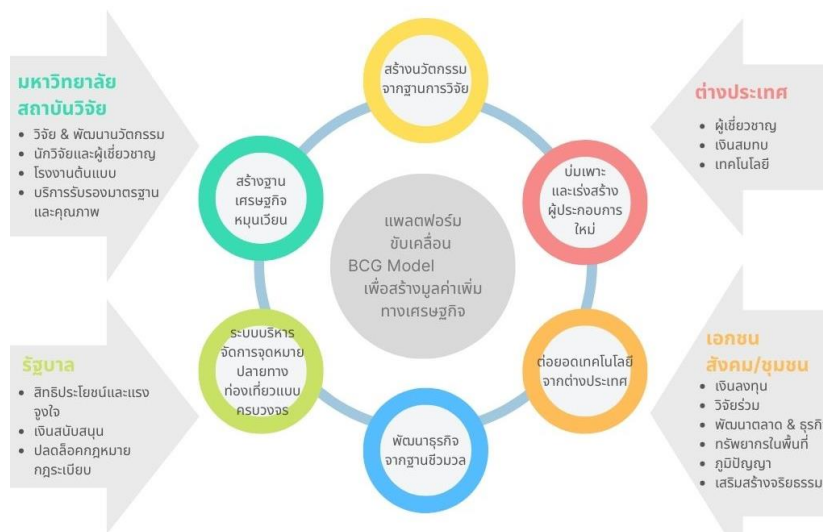 มหาวิทยาลัย
สถาบันวิจัย
• วิจัย & พัฒนานวัตกรรม
• นักวิจัยและผู้เชี่ยวชาญ
• โรงงานต้นแบบ
• บริการรับรองมาตรฐาน
และคุณภาพ
สร้างนวัตกรรม
จากฐานการวิจัย
ต่างประเทศ
• ผู้เชี่ยวชาญ
• เงินสมทบ
• เทคโนโลยี
สร้างฐาน
เศรษฐกิจ
หมุนเวียน
บ่มเพาะ
และเร่งสร้าง
ผู้ประกอบการ
ใหม่
แพลตฟอร์ม
ขับเคลื่อน
BCG Model
เพื่อสร้างมูลค่าเพิ่ม
ทางเศรษฐกิจ
รัฐบาล
• สิทธิประโยชน์และแรง
จูงใจ
• เงินสนับสนุน
• ปลดล็อคกฎหมาย
กฎระเบียบ
ระบบบริหาร
จัดการจุดหมาย
ปลายทาง
ท่องเที่ยวแบบ
ครบวงจร
พัฒนาธุรกิจ
จากฐานชีวมวล
ต่อยอดเทคโนโลยี
จากต่างประเทศ
เอกชน
สังคม/ชุมชน
• เงินลงทุน
• วิจัยร่วม
• พัฒนาตลาด & ธุรกิ
• ทรัพยากรในพื้นที่
• ภูมิปัญญา
• เสริมสร้างจริยธรรม